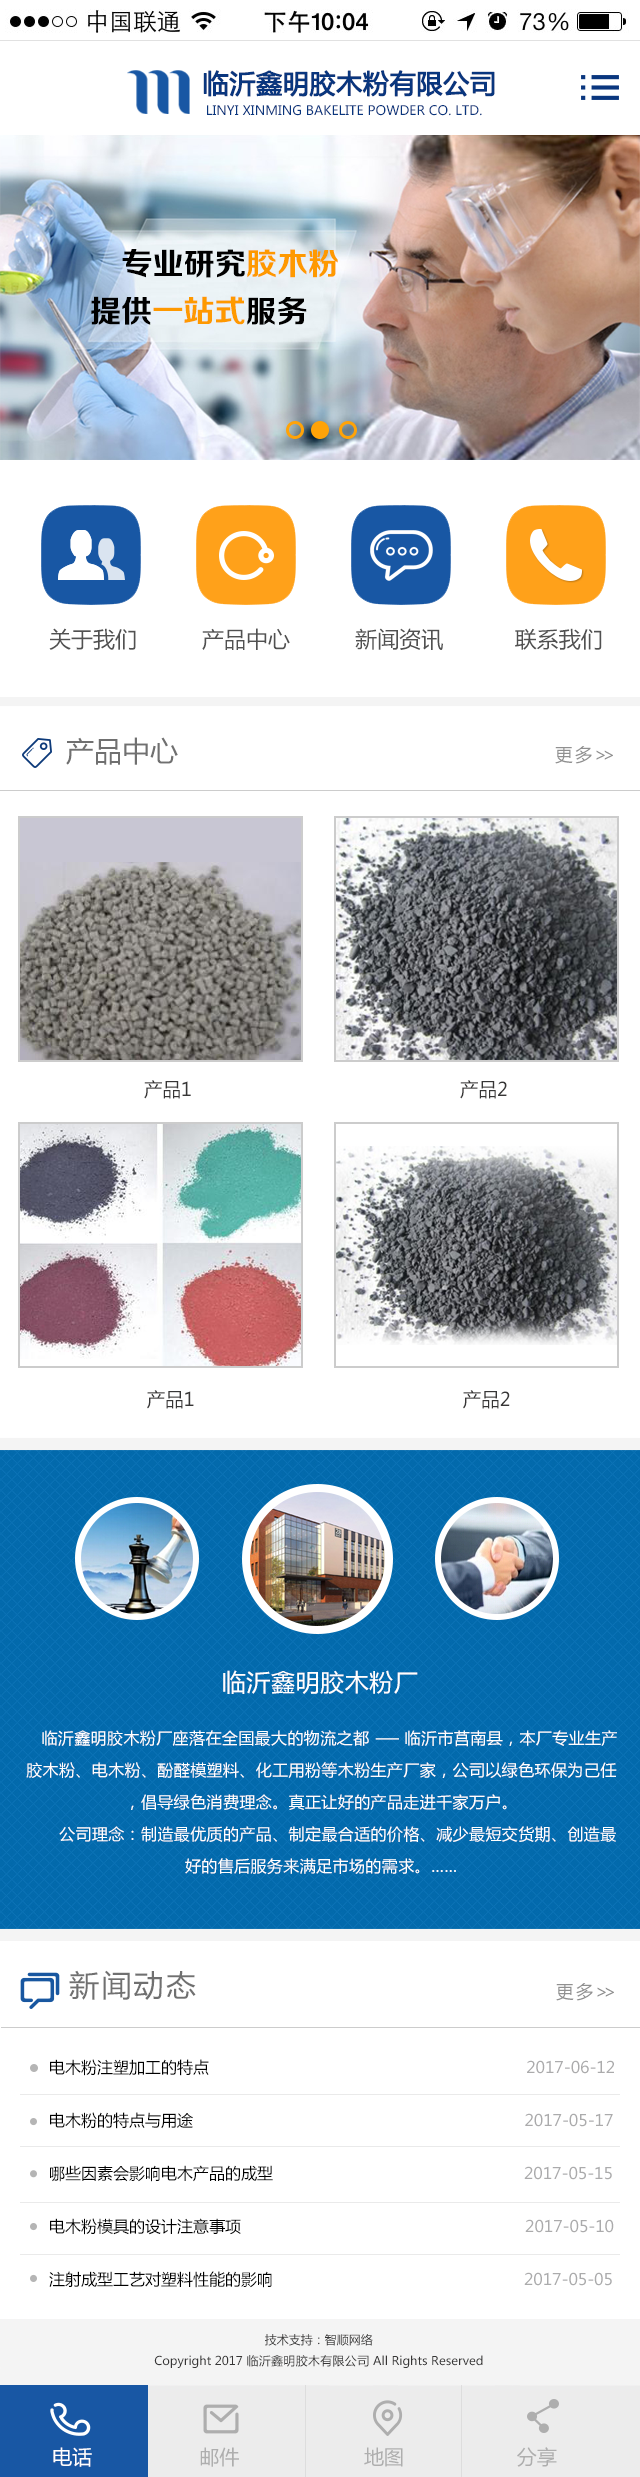 中国联通 下午10:04 73%
临沂鑫明胶木粉有限公司
LINYI XINMING BAKELITE POWDER CO. LTD.
专业研究胶木粉
提供一站式服务
关于我们 产品中心 新闻资讯 联系我们
产品中心 更多>>
产品1 产品2
产品1 产品2
临沂鑫明胶木粉厂
临沂鑫明胶木粉厂座落在全国最大的物流之都 — 临沂市莒南县，本厂专业生产
胶木粉、电木粉、酚醛模塑料、化工用粉等木粉生产厂家，公司以绿色环保为己任
，倡导绿色消费理念。真正让好的产品走进千家万户。
公司理念：制造最优质的产品、制定最合适的价格、减少最短交货期、创造最
好的售后服务来满足市场的需求。......
新闻动态 更多>>
电木粉注塑加工的特点 2017-06-12
电木粉的特点与用途 2017-05-17
哪些因素会影响电木产品的成型 2017-05-15
电木粉模具的设计注意事项 2017-05-10
注射成型工艺对塑料性能的影响 2017-05-05
技术支持：智顺网络
Copyright 2017 临沂鑫明胶木有限公司 All Rights Reserved
电话 邮件 地图 分享